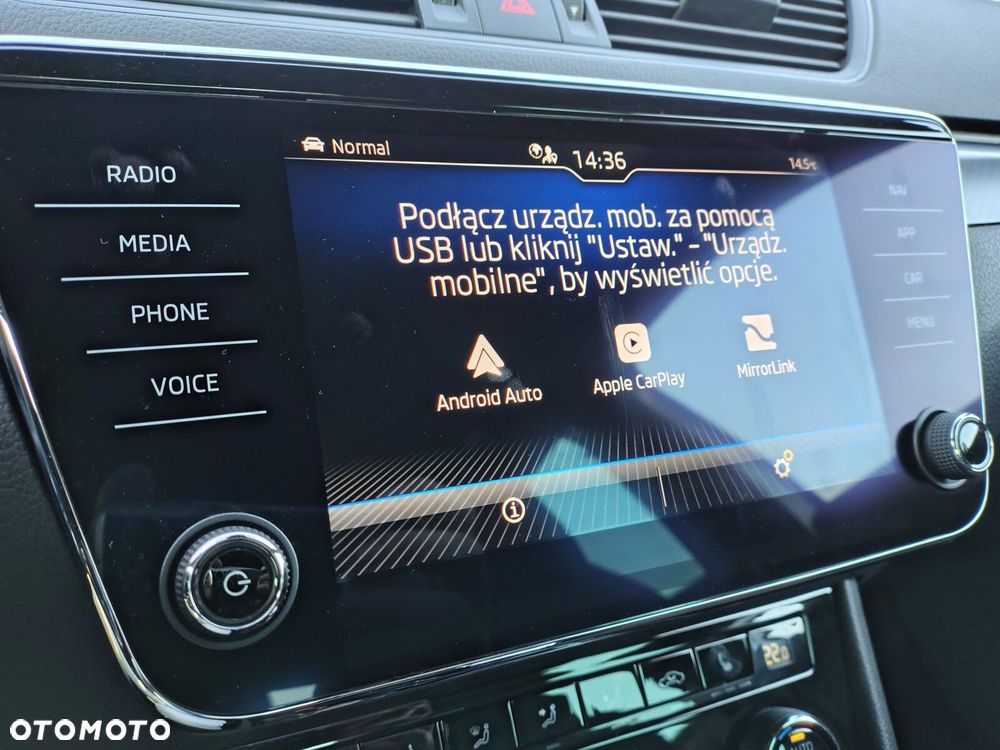 Normal
14:36
14.5°C
RADIO
MEDIA
PHONE
VOICE
Podłącz urządz. mob. za pomocą
USB lub kliknij "Ustaw." - "Urządz.
mobilne", by wyświetlić opcje.
Android Auto
Apple CarPlay
MirrorLink
NAV
APP
CAR
MENU
22.0
AUTO
OTOMOTO